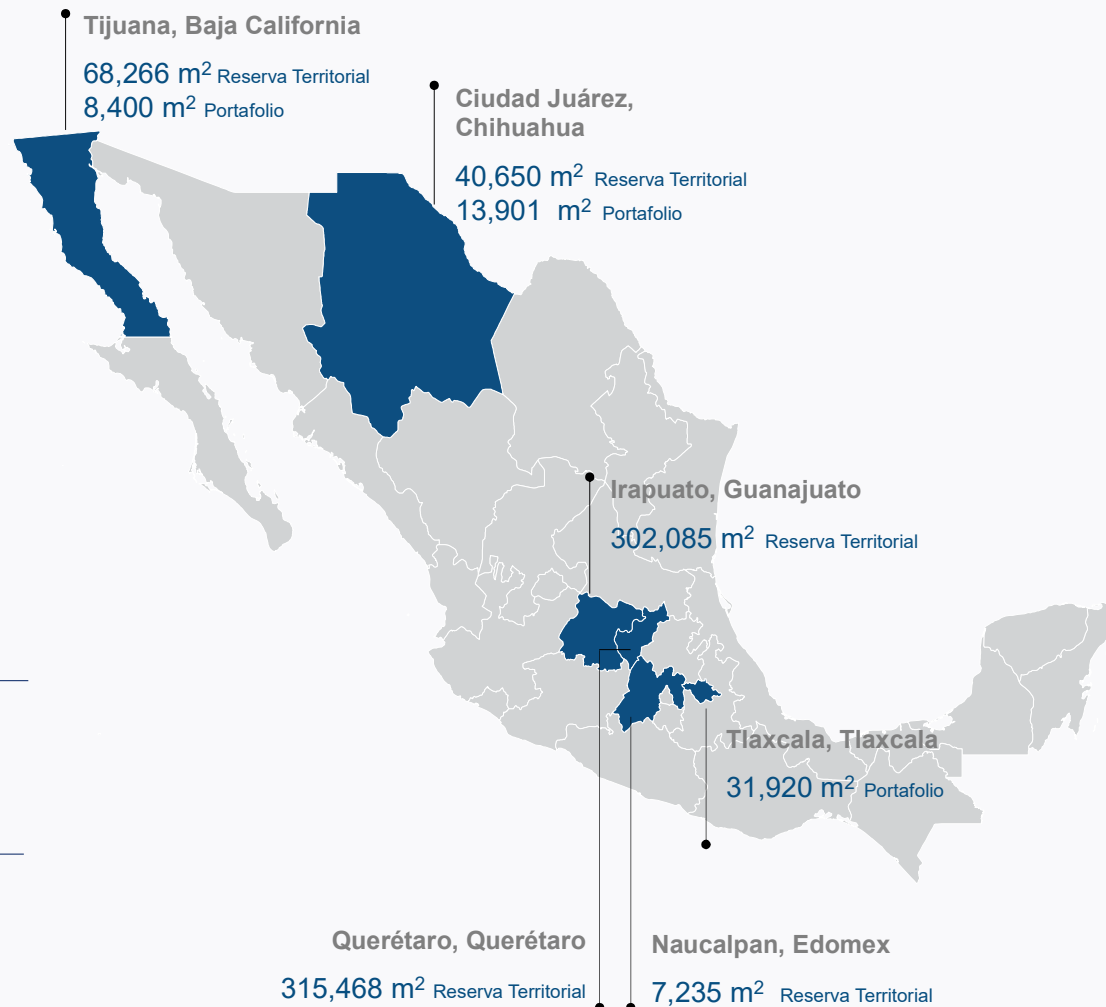 Tijuana, Baja California
68,266 m² Reserva Territorial
8,400 m² Portafolio
Ciudad Juárez,
Chihuahua
40,650 m² Reserva Territorial
13,901 m² Portafolio
Irapuato, Guanajuato
302,085 m² Reserva Territorial
Tlaxcala, Tlaxcala
31,920 m² Portafolio
Querétaro, Querétaro
315,468 m² Reserva Territorial
Naucalpan, Edomex
7,235 m² Reserva Territorial